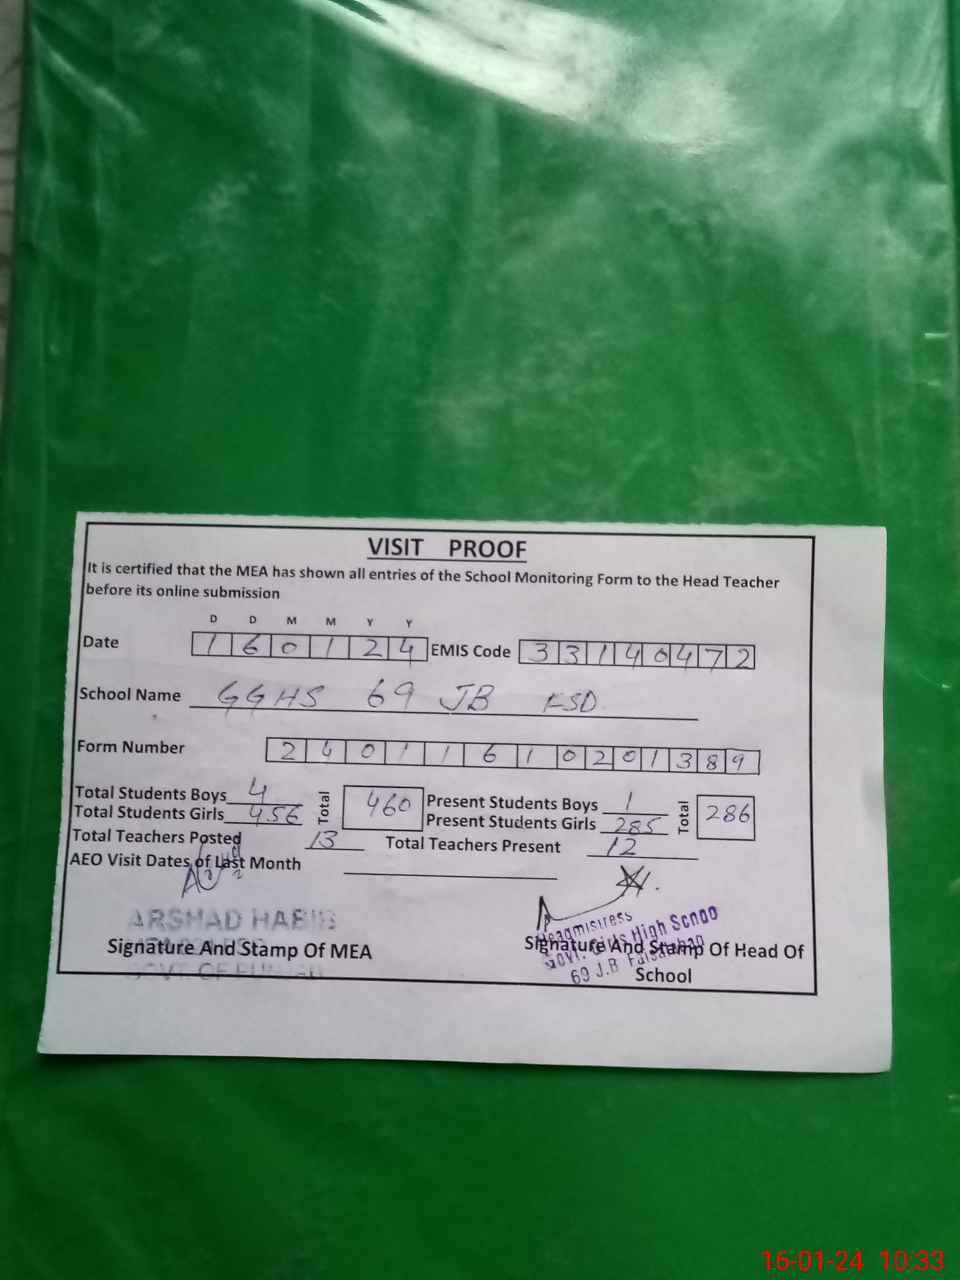 VISIT PROOF
It is certified that the MEA has shown all entries of the School Monitoring Form to the Head Teacher
before its online submission
D D M M Y Y
Date 1 6 0 1 2 4 EMIS Code 3 3 1 4 0 4 7 2
School Name GGHS 69 JB FSD
Form Number 2 4 0 1 1 6 1 0 2 0 1 3 8 9
Total Students Boys 4 Total 460 Present Students Boys 1 Total 286
Total Students Girls 456 Present Students Girls 285
Total Teachers Posted 13 Total Teachers Present 12
AEO Visit Dates of Last Month
ARSHAD HABIB
Signature And Stamp Of MEA
GOVT OF PUNJAB
Headmistress
Govt. Girls High School
69 J.B Faisalabad
Signature And Stamp Of Head Of
School
16-01-24 10:33